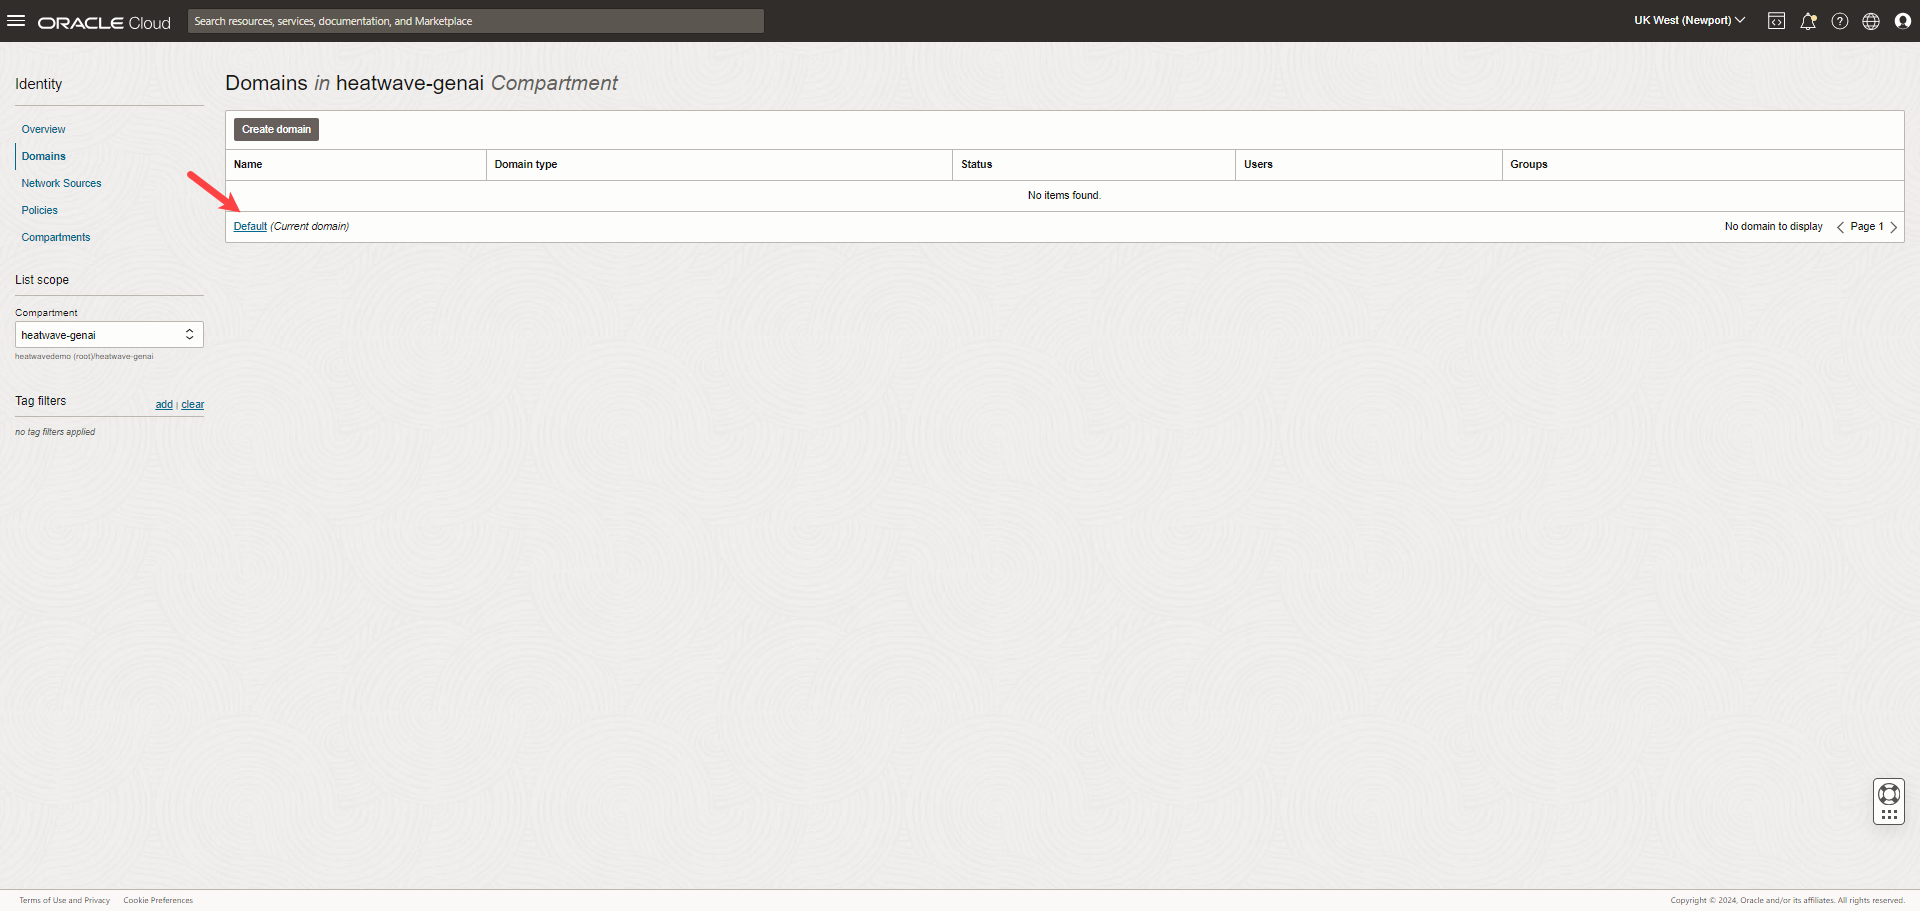 ORACLE Cloud
Search resources, services, documentation, and Marketplace
UK West (Newport)
Identity
Overview
Domains
Network Sources
Policies
Compartments
List scope
Compartment
heatwave-genai
heatwavedemo (root)/heatwave-genai
Tag filters
add | clear
no tag filters applied
Domains in heatwave-genai Compartment
Create domain
Name Domain type Status Users Groups
No items found.
Default (Current domain) No domain to display Page 1
Terms of Use and Privacy Cookie Preferences
Copyright © 2024, Oracle and/or its affiliates. All rights reserved.